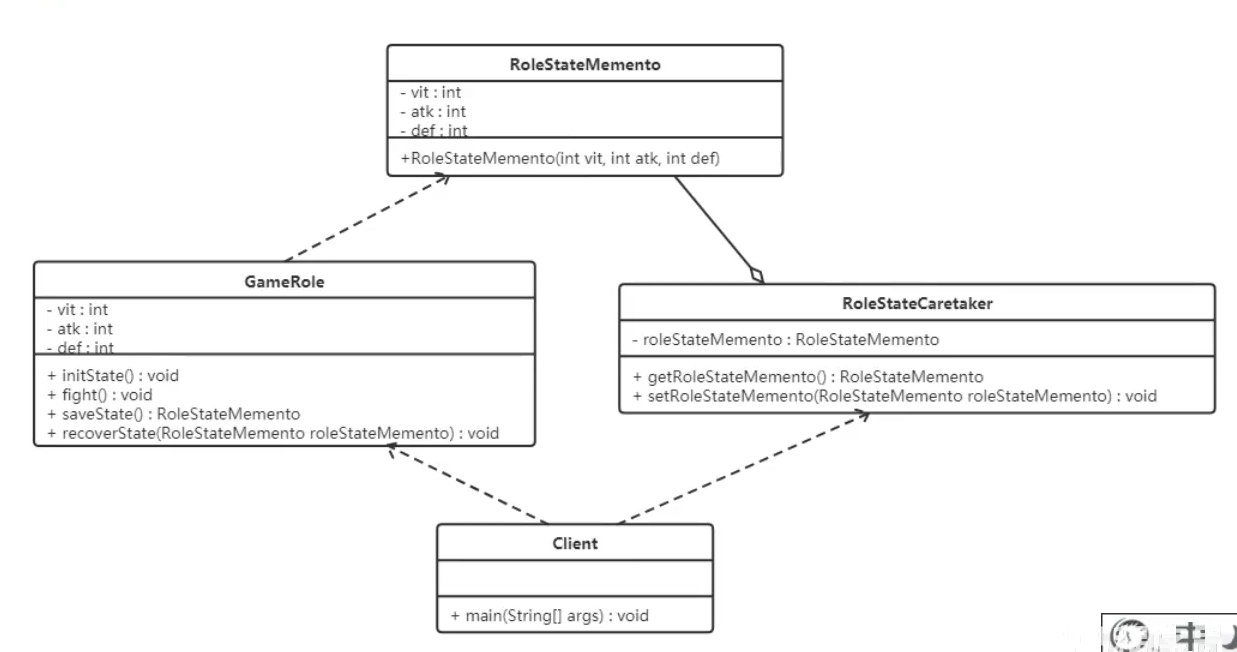 RoleStateMemento
- vit : int
- atk : int
- def : int
+RoleStateMemento(int vit, int atk, int def)
GameRole
- vit : int
- atk : int
- def : int
+ initState() : void
+ fight() : void
+ saveState() : RoleStateMemento
+ recoverState(RoleStateMemento roleStateMemento) : void
RoleStateCaretaker
- roleStateMemento : RoleStateMemento
+ getRoleStateMemento() : RoleStateMemento
+ setRoleStateMemento(RoleStateMemento roleStateMemento) : void
Client
+ main(String[] args) : void
中